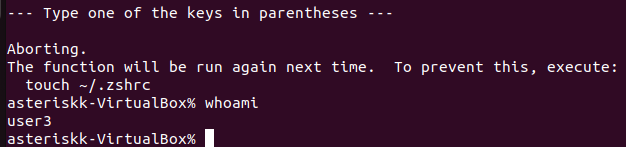 --- Type one of the keys in parentheses ---
Aborting.
The function will be run again next time.  To prevent this, execute:
  touch ~/.zshrc
asteriskk-VirtualBox% whoami
user3
asteriskk-VirtualBox%